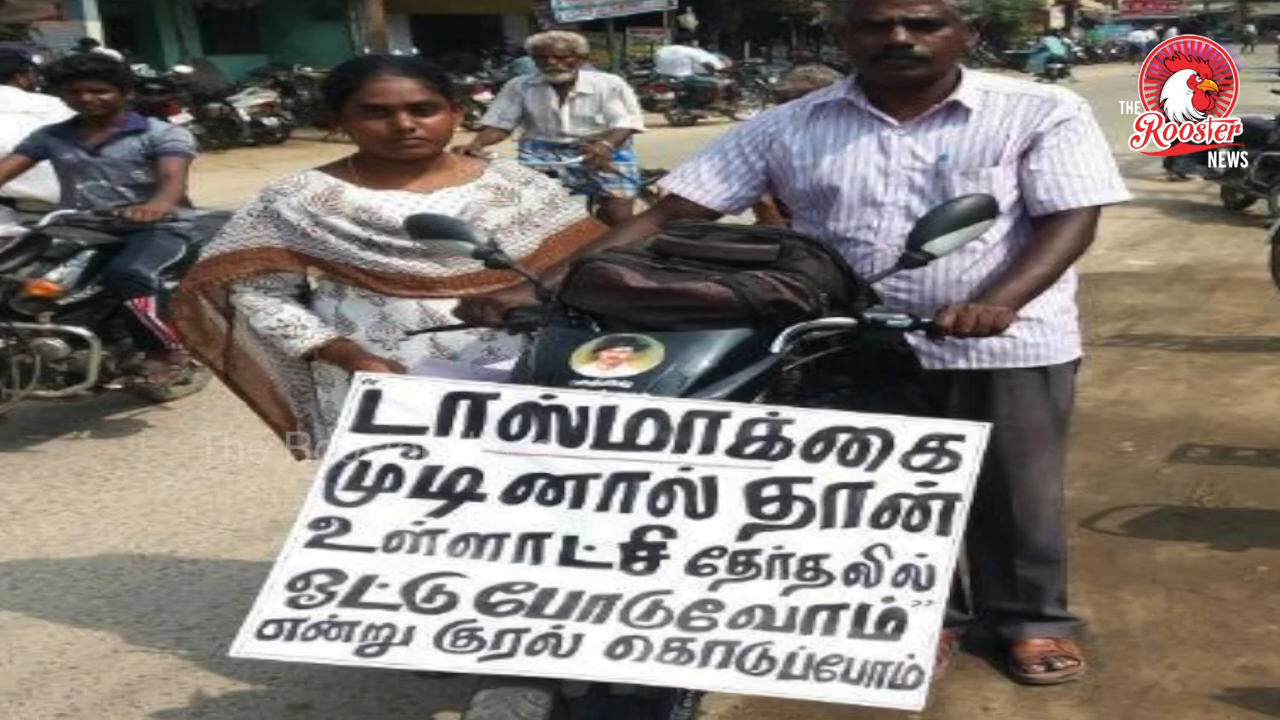 THE
Rooster
NEWS
"டாஸ்மாக்கை
முடினால் தான்
உள்ளாட்சி தேர்தலில்
ஓட்டு போடுவோம்"
என்று குரல் கொடுப்போம்